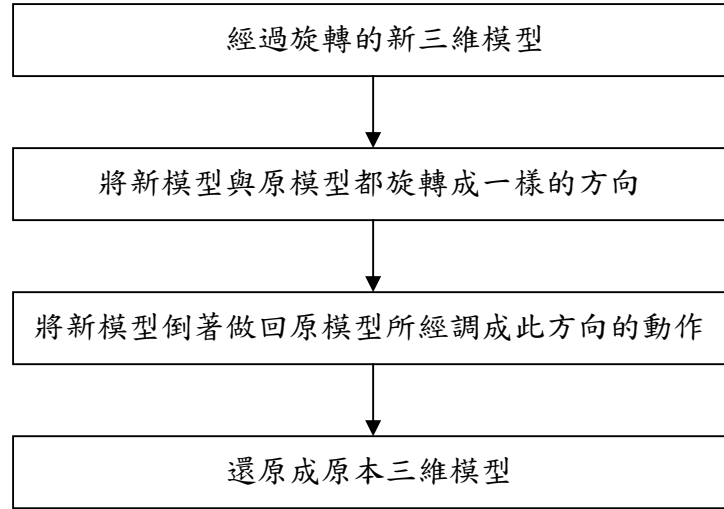 經過旋轉的新三維模型
將新模型與原模型都旋轉成一樣的方向
將新模型倒著做回原模型所經調成此方向的動作
還原成原本三維模型